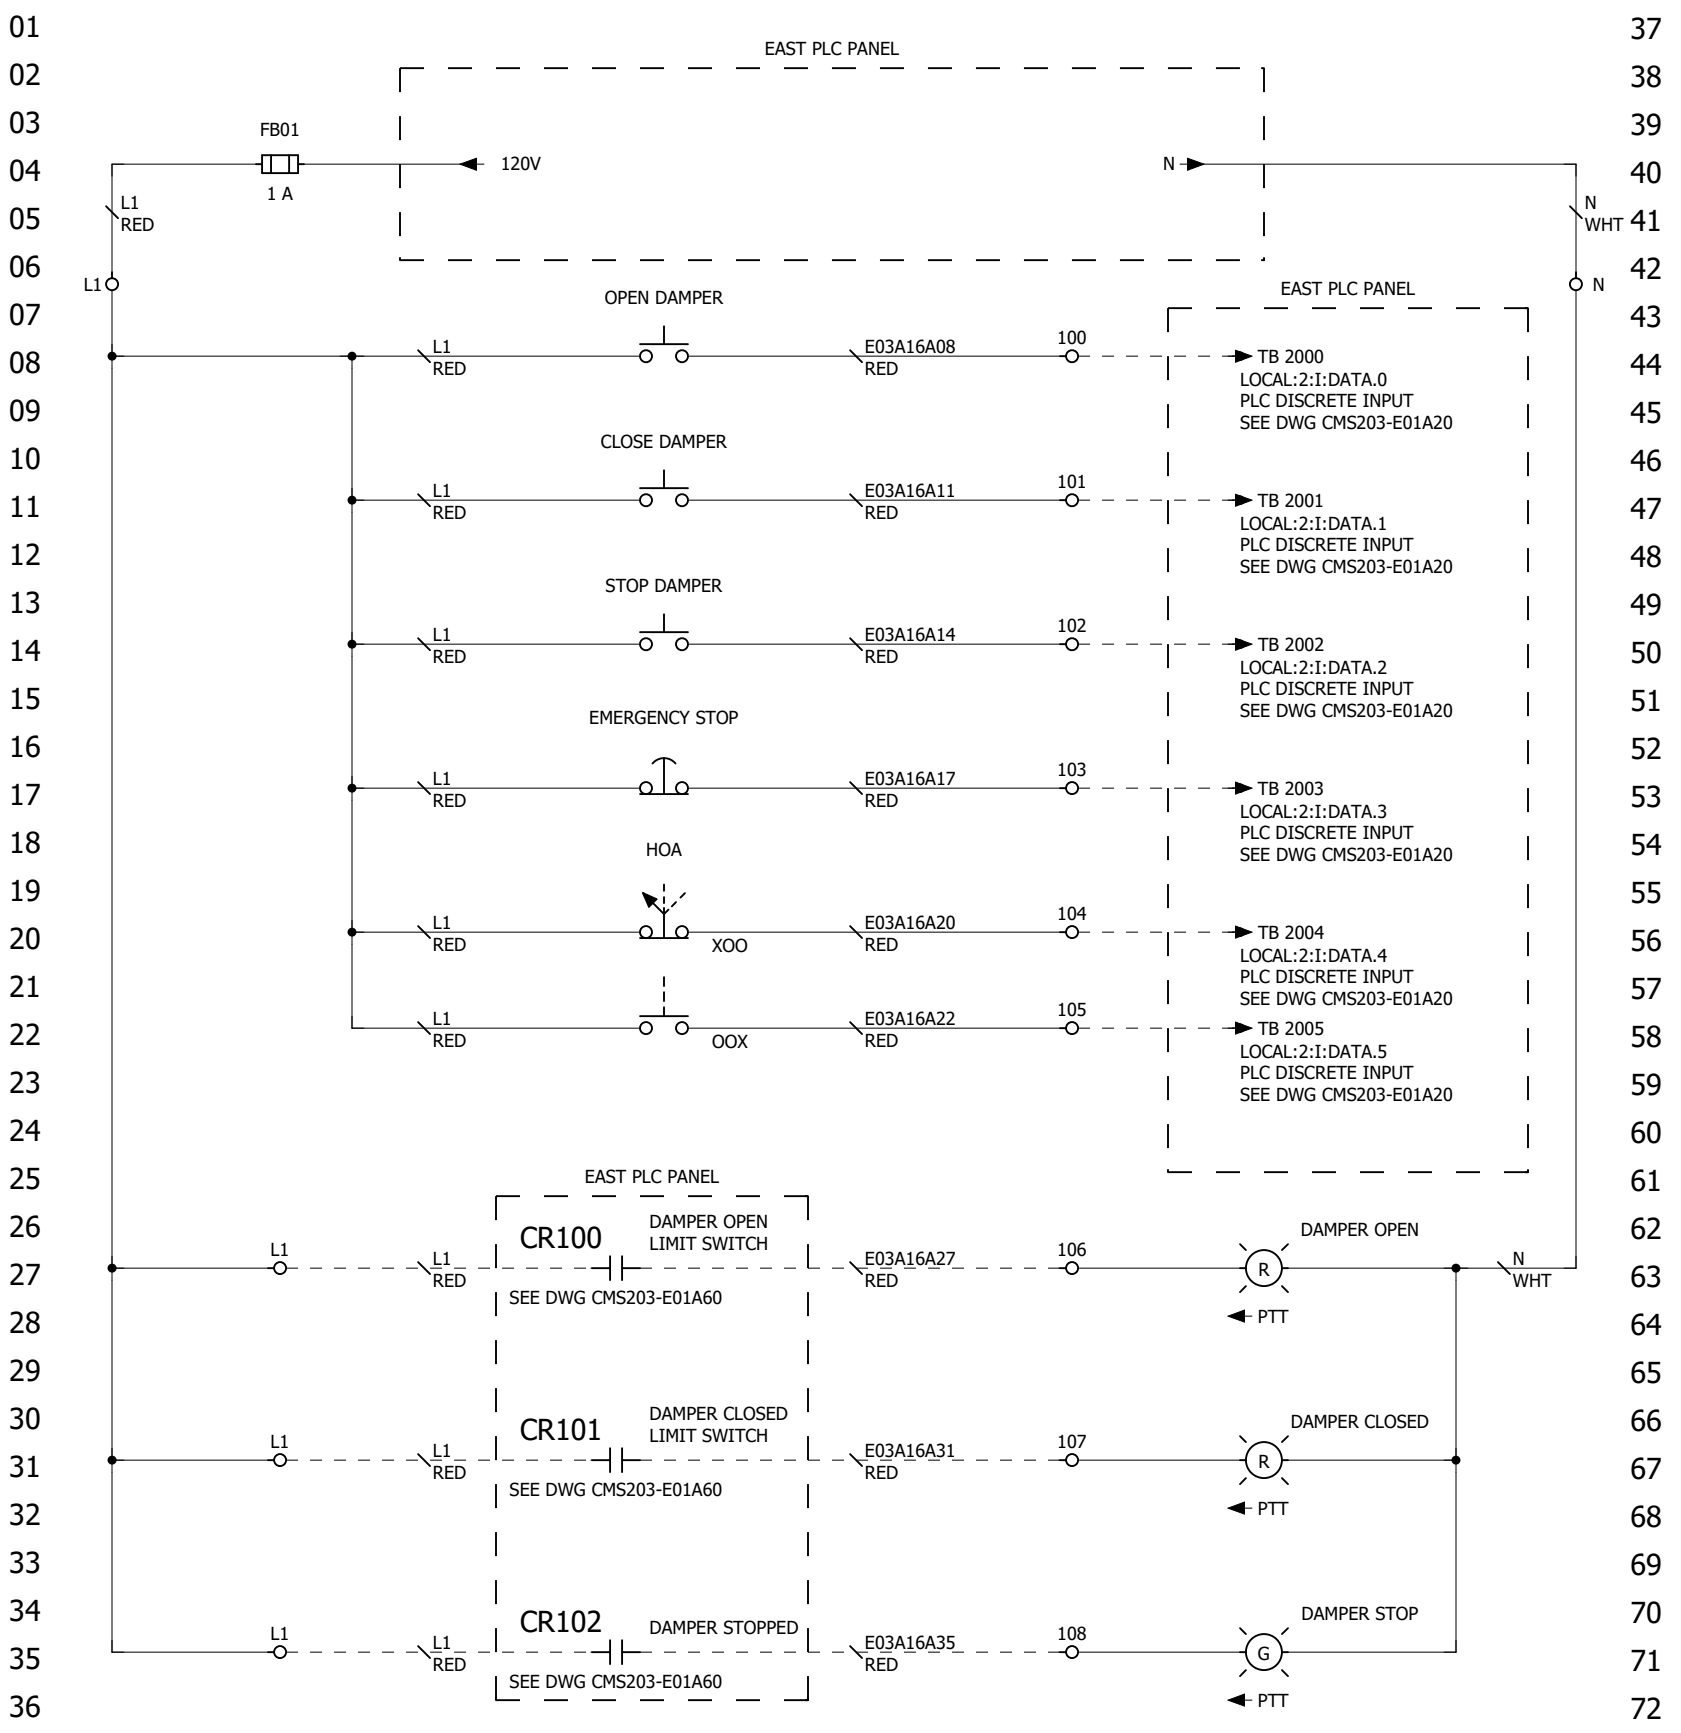 01
37
EAST PLC PANEL
02
38
03
39
FB01
04
120V
N
40
1 A
L1
RED
05
N
WHT
41
06
42
L1
N
EAST PLC PANEL
OPEN DAMPER
07
43
08
L1
RED
E03A16A08
RED
100
TB 2000
44
LOCAL:2:I:DATA.0
PLC DISCRETE INPUT
SEE DWG CMS203-E01A20
09
45
10
46
CLOSE DAMPER
11
L1
RED
E03A16A11
RED
101
TB 2001
47
LOCAL:2:I:DATA.1
PLC DISCRETE INPUT
SEE DWG CMS203-E01A20
12
48
13
49
STOP DAMPER
14
L1
RED
E03A16A14
RED
102
TB 2002
50
LOCAL:2:I:DATA.2
PLC DISCRETE INPUT
SEE DWG CMS203-E01A20
15
51
EMERGENCY STOP
16
52
17
L1
RED
E03A16A17
RED
103
TB 2003
53
LOCAL:2:I:DATA.3
PLC DISCRETE INPUT
SEE DWG CMS203-E01A20
18
54
HOA
19
55
20
L1
RED
XOO
E03A16A20
RED
104
TB 2004
56
LOCAL:2:I:DATA.4
PLC DISCRETE INPUT
SEE DWG CMS203-E01A20
21
57
22
L1
RED
OOX
E03A16A22
RED
105
TB 2005
58
LOCAL:2:I:DATA.5
PLC DISCRETE INPUT
SEE DWG CMS203-E01A20
23
59
24
60
25
61
EAST PLC PANEL
26
62
CR100
DAMPER OPEN
LIMIT SWITCH
DAMPER OPEN
27
L1
L1
RED
E03A16A27
RED
106
R
N
WHT
63
SEE DWG CMS203-E01A60
PTT
28
64
29
65
30
66
CR101
DAMPER CLOSED
LIMIT SWITCH
DAMPER CLOSED
31
L1
L1
RED
E03A16A31
RED
107
R
67
SEE DWG CMS203-E01A60
PTT
32
68
33
69
34
70
CR102
DAMPER STOPPED
DAMPER STOP
35
L1
L1
RED
E03A16A35
RED
108
G
71
SEE DWG CMS203-E01A60
PTT
36
72